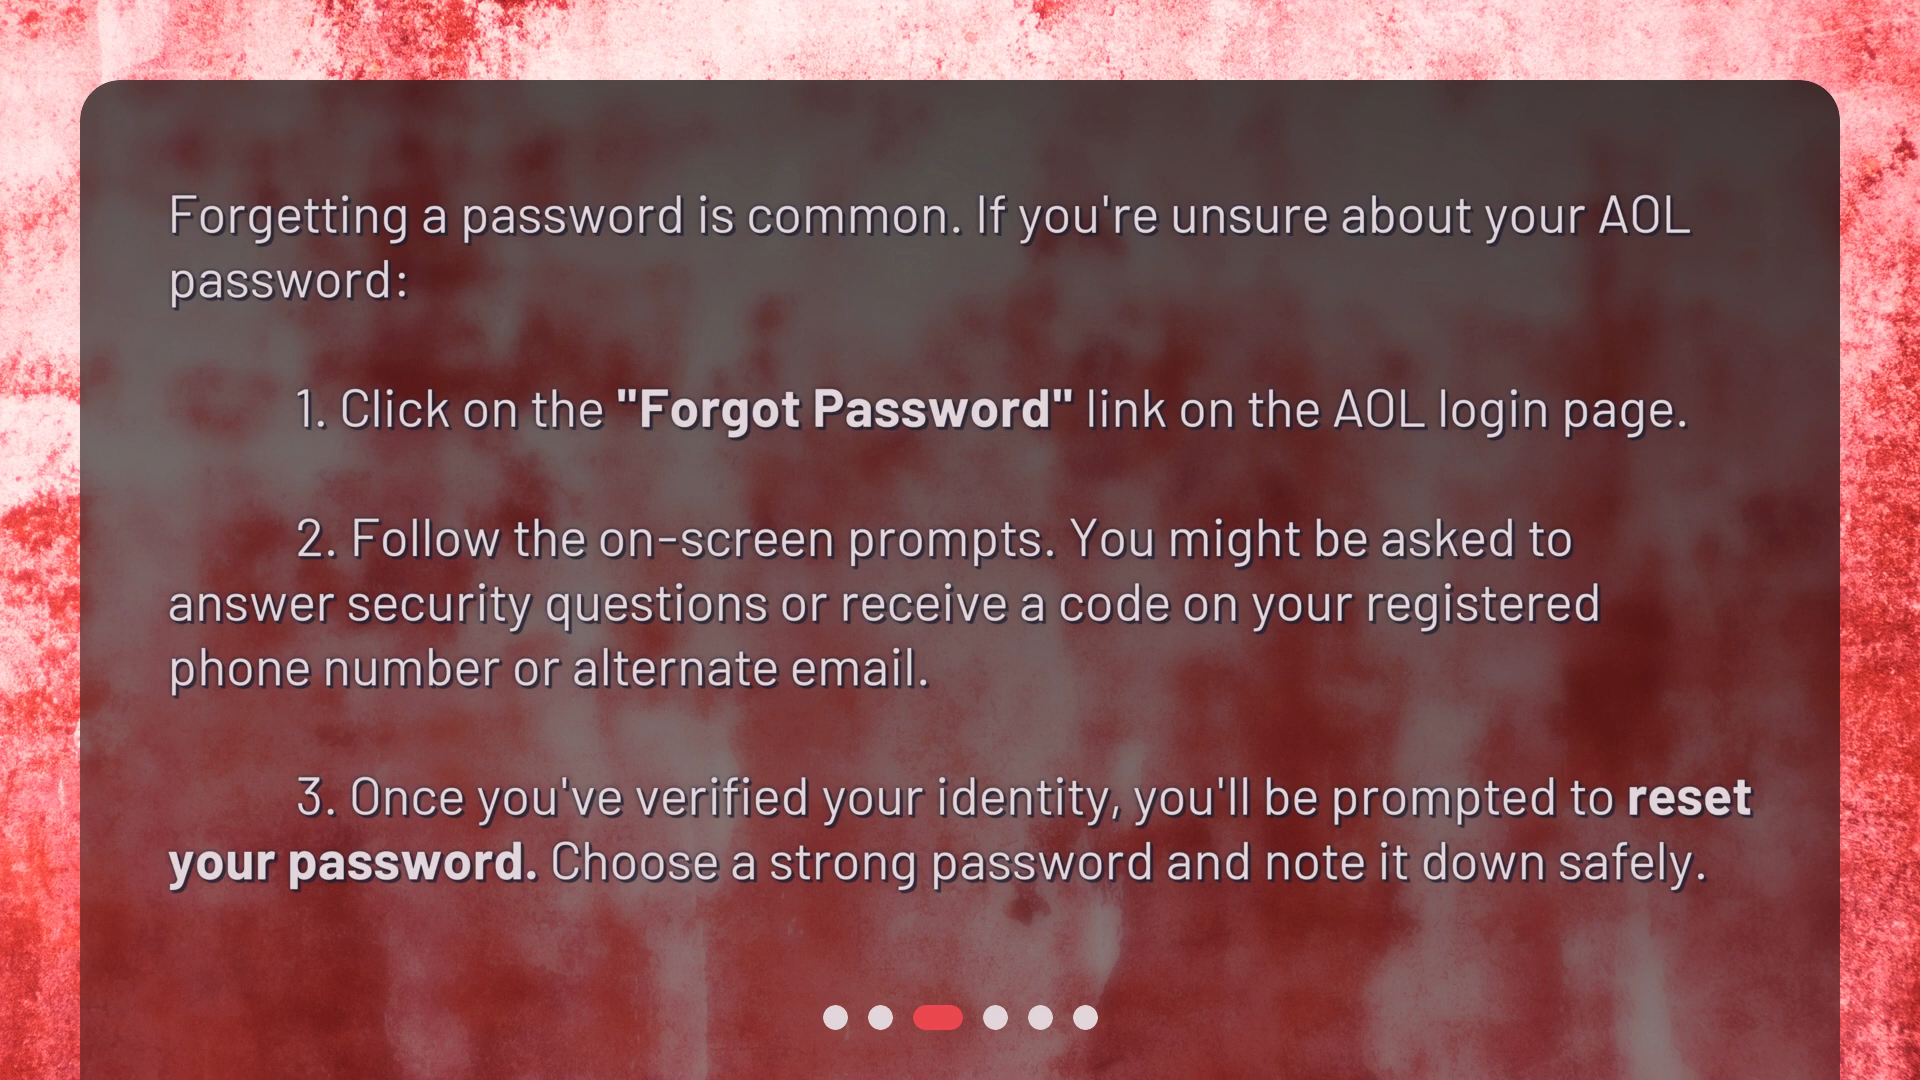 Forgetting a password is common. If you're unsure about your AOL
password:
1. Click on the "Forgot Password" link on the AOL login page.
2. Follow the on-screen prompts. You might be asked to
answer security questions or receive a code on your registered
phone number or alternate email.
3. Once you've verified your identity, you'll be prompted to reset
your password. Choose a strong password and note it down safely.